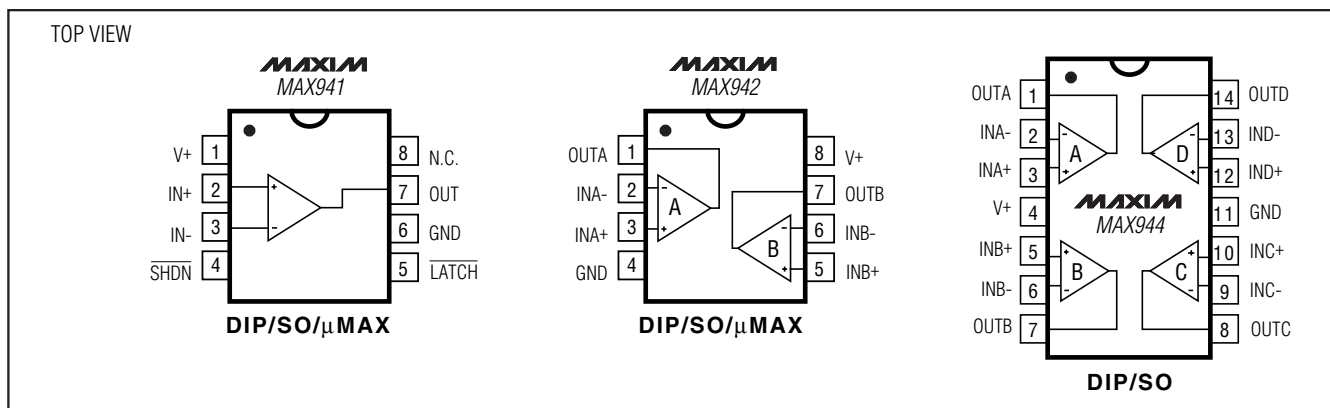 TOP VIEW
MAXIM
MAX941
V+ 1
IN+ 2
IN- 3
SHDN 4
8 N.C.
7 OUT
6 GND
5 LATCH
+
-
DIP/SO/μMAX
MAXIM
MAX942
OUTA 1
INA- 2
INA+ 3
GND 4
8 V+
7 OUTB
6 INB-
5 INB+
-
A
+
-
B
+
DIP/SO/μMAX
OUTA 1
INA- 2
INA+ 3
V+ 4
INB+ 5
INB- 6
OUTB 7
14 OUTD
13 IND-
12 IND+
11 GND
10 INC+
9 INC-
8 OUTC
-
A
+
-
D
+
MAXIM
MAX944
+
B
-
+
C
-
DIP/SO